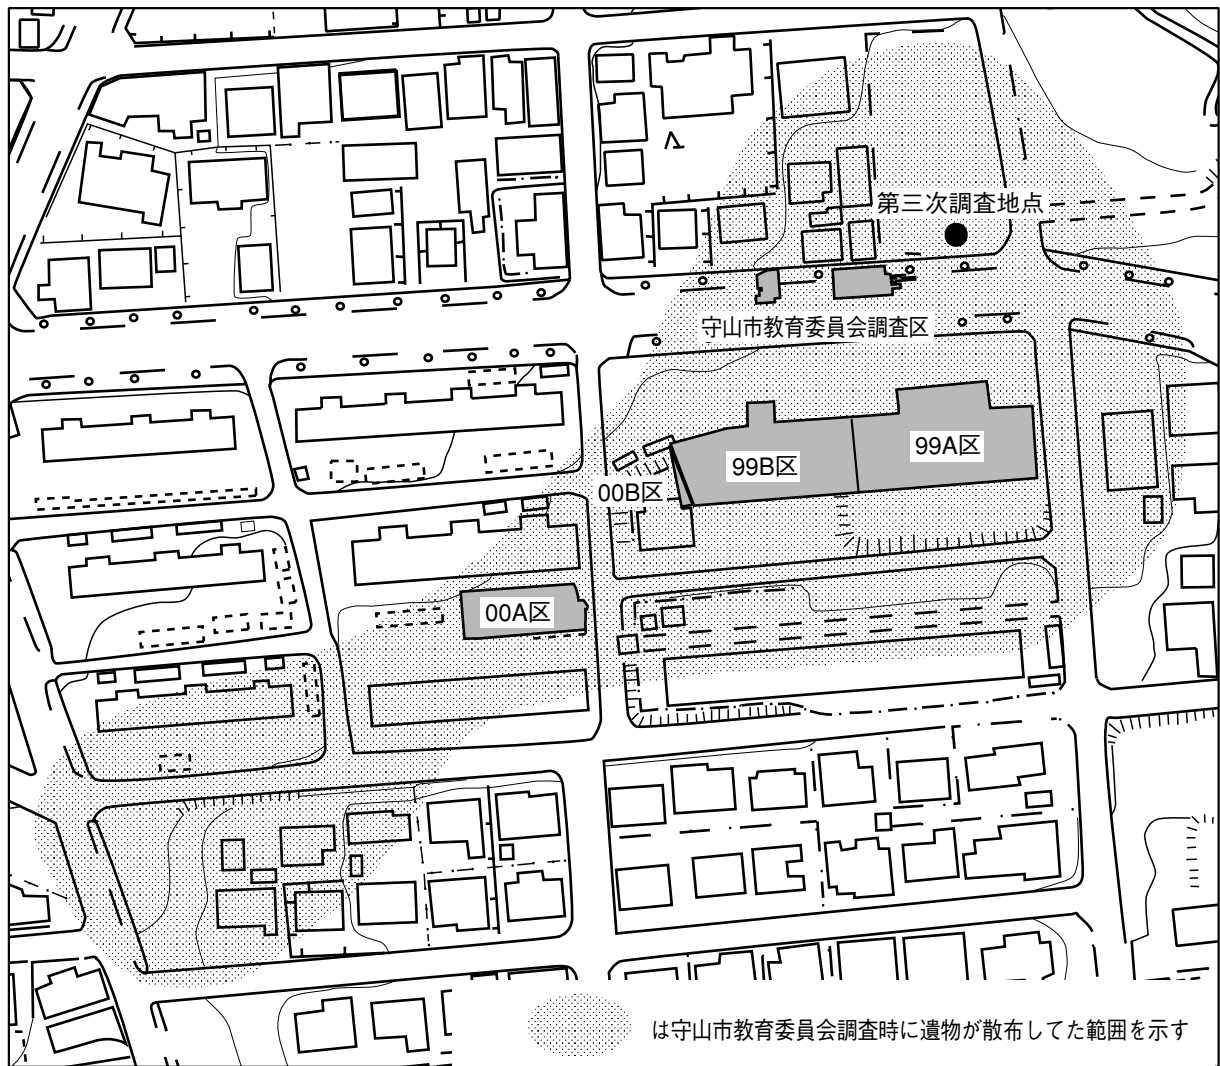 第三次調査地点
守山市教育委員会調査区
99A区
99B区
00B区
00A区
は守山市教育委員会調査時に遺物が散布してた範囲を示す